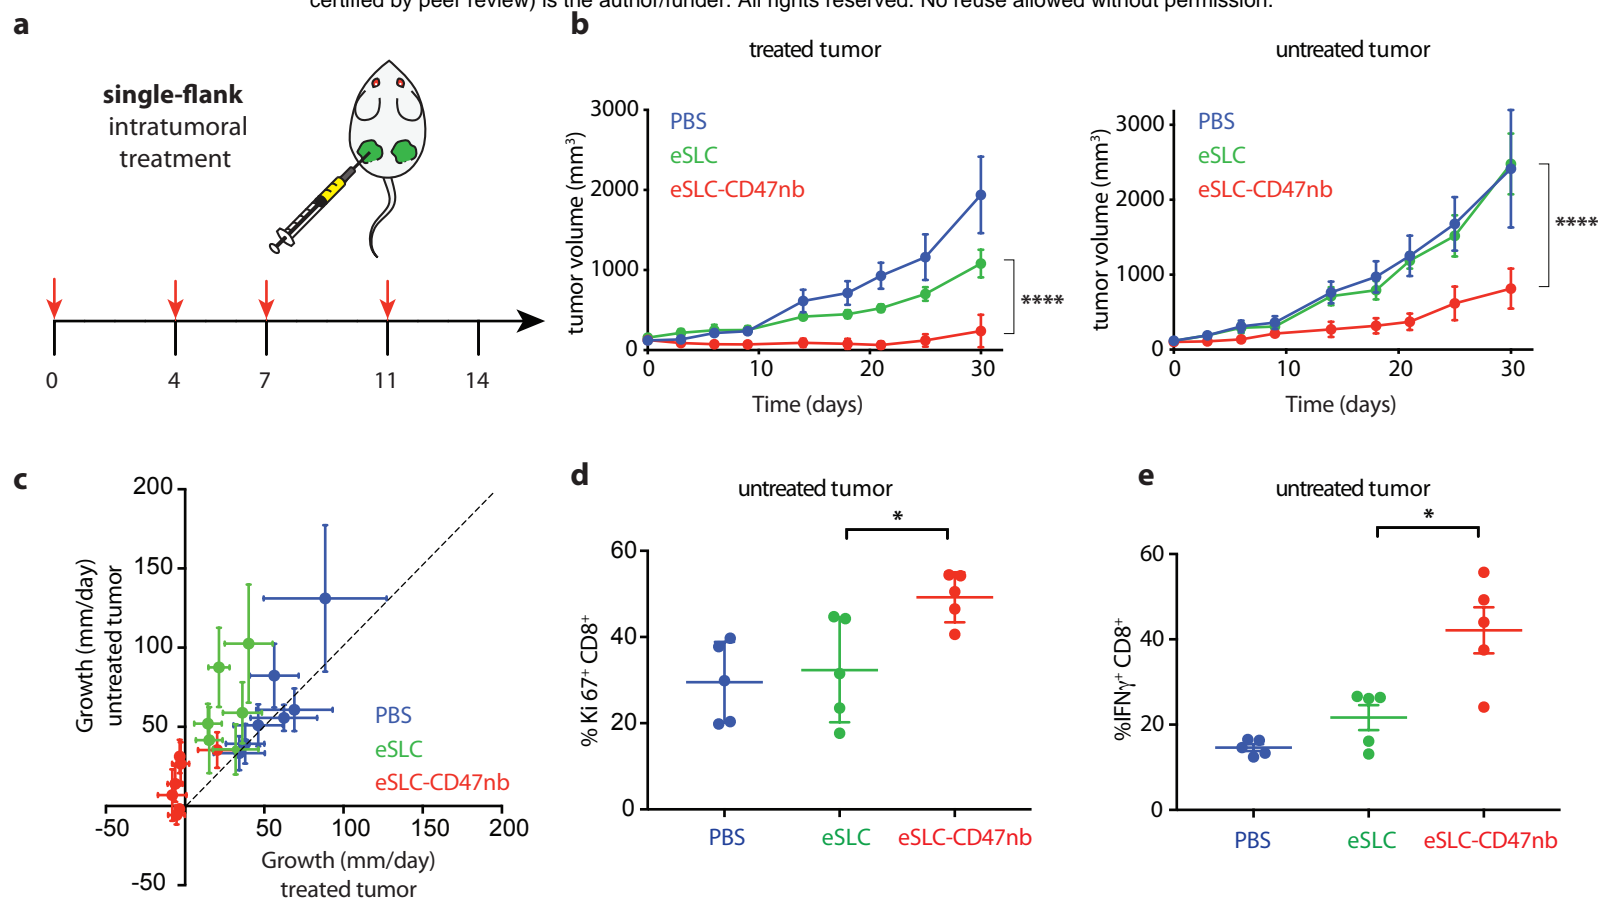 certified by peer review) is the author/funder. All rights reserved. No reuse allowed without permission.
a
single-flank
intratumoral
treatment
0 4 7 11 14
b
treated tumor
tumor volume (mm³)
3000
2000
1000
0
PBS
eSLC
eSLC-CD47nb
****
0 10 20 30
Time (days)
untreated tumor
tumor volume (mm³)
3000
2000
1000
0
PBS
eSLC
eSLC-CD47nb
****
0 10 20 30
Time (days)
c
Growth (mm/day)
untreated tumor
200
150
100
50
-50
PBS
eSLC
eSLC-CD47nb
-50 50 100 150 200
Growth (mm/day)
treated tumor
d
untreated tumor
*
% Ki 67⁺ CD8⁺
60
40
20
0
PBS eSLC eSLC-CD47nb
e
untreated tumor
*
%IFNγ⁺ CD8⁺
60
40
20
0
PBS eSLC eSLC-CD47nb